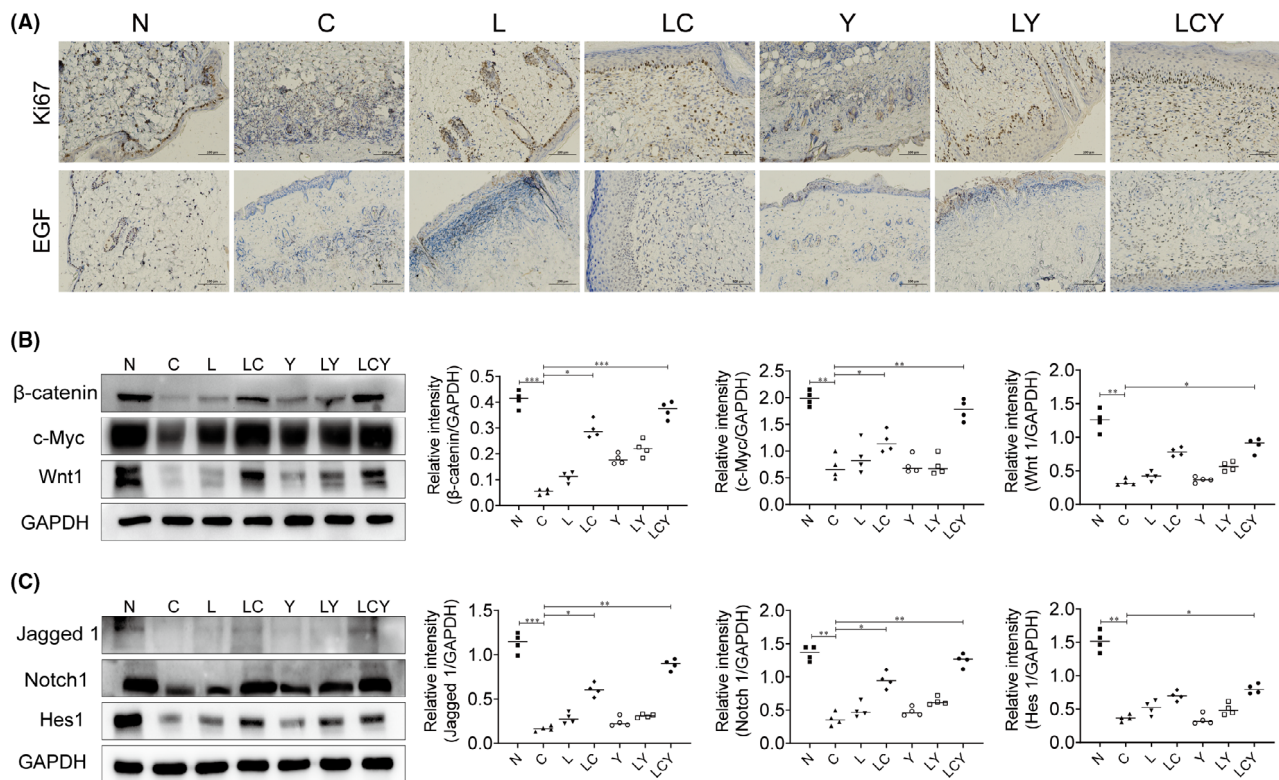 (A)
N C L LC Y LY LCY
Ki67
EGF
(B)
N C L LC Y LY LCY
β-catenin
c-Myc
Wnt1
GAPDH
Relative intensity
(β-catenin/GAPDH)
***
*
***
0.5
0.4
0.3
0.2
0.1
0.0
N C L LC Y LY LCY
Relative intensity
(c-Myc/GAPDH)
**
*
**
2.5
2.0
1.5
1.0
0.5
0.0
N C L LC Y LY LCY
Relative intensity
(Wnt 1/GAPDH)
**
*
2.0
1.5
1.0
0.5
0.0
N C L LC Y LY LCY
(C)
N C L LC Y LY LCY
Jagged 1
Notch1
Hes1
GAPDH
Relative intensity
(Jagged 1/GAPDH)
***
*
**
1.5
1.0
0.5
0.0
N C L LC Y LY LCY
Relative intensity
(Notch 1/GAPDH)
**
*
**
2.0
1.5
1.0
0.5
0.0
N C L LC Y LY LCY
Relative intensity
(Hes 1/GAPDH)
**
*
2.0
1.5
1.0
0.5
0.0
N C L LC Y LY LCY